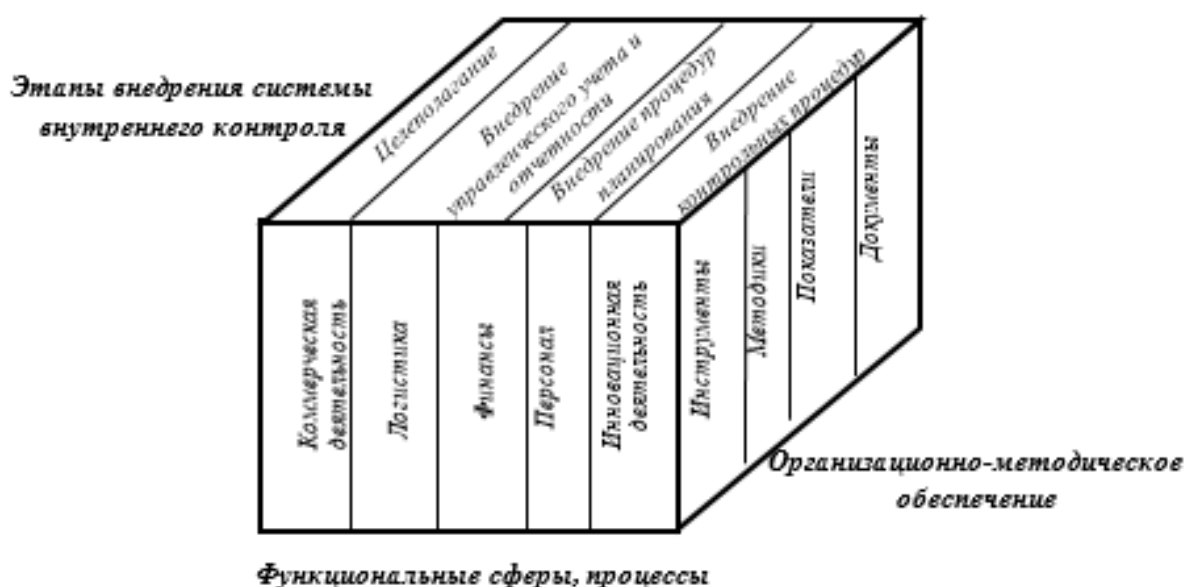 Этапы внедрения системы
внутреннего контроля
Целеполагание
Внедрение
управленческого учета и
отчетности
Внедрение процедур
планирования
Внедрение
контрольных процедур
Коммерческая
деятельность
Логистика
Финансы
Персонал
Инновационная
деятельность
Инструменты
Методики
Показатели
Документы
Организационно-методическое
обеспечение
Функциональные сферы, процессы